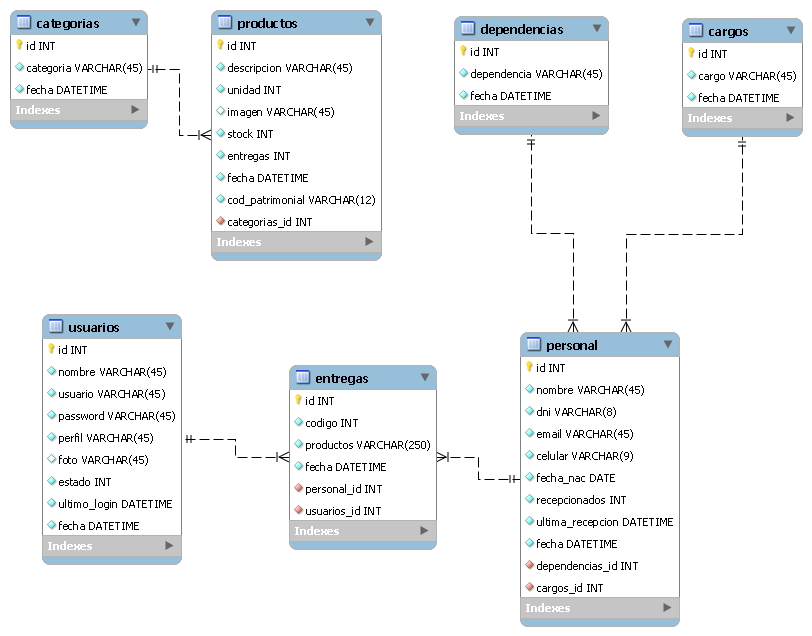 categorias
id INT
categoria VARCHAR(45)
fecha DATETIME
Indexes
productos
id INT
descripcion VARCHAR(45)
unidad INT
imagen VARCHAR(45)
stock INT
entregas INT
fecha DATETIME
cod_patrimonial VARCHAR(12)
categorias_id INT
Indexes
dependencias
id INT
dependencia VARCHAR(45)
fecha DATETIME
Indexes
cargos
id INT
cargo VARCHAR(45)
fecha DATETIME
Indexes
usuarios
id INT
nombre VARCHAR(45)
usuario VARCHAR(45)
password VARCHAR(45)
perfil VARCHAR(45)
foto VARCHAR(45)
estado INT
ultimo_login DATETIME
fecha DATETIME
Indexes
entregas
id INT
codigo INT
productos VARCHAR(250)
fecha DATETIME
personal_id INT
usuarios_id INT
Indexes
personal
id INT
nombre VARCHAR(45)
dni VARCHAR(8)
email VARCHAR(45)
celular VARCHAR(9)
fecha_nac DATE
recepcionados INT
ultima_recepcion DATETIME
fecha DATETIME
dependencias_id INT
cargos_id INT
Indexes